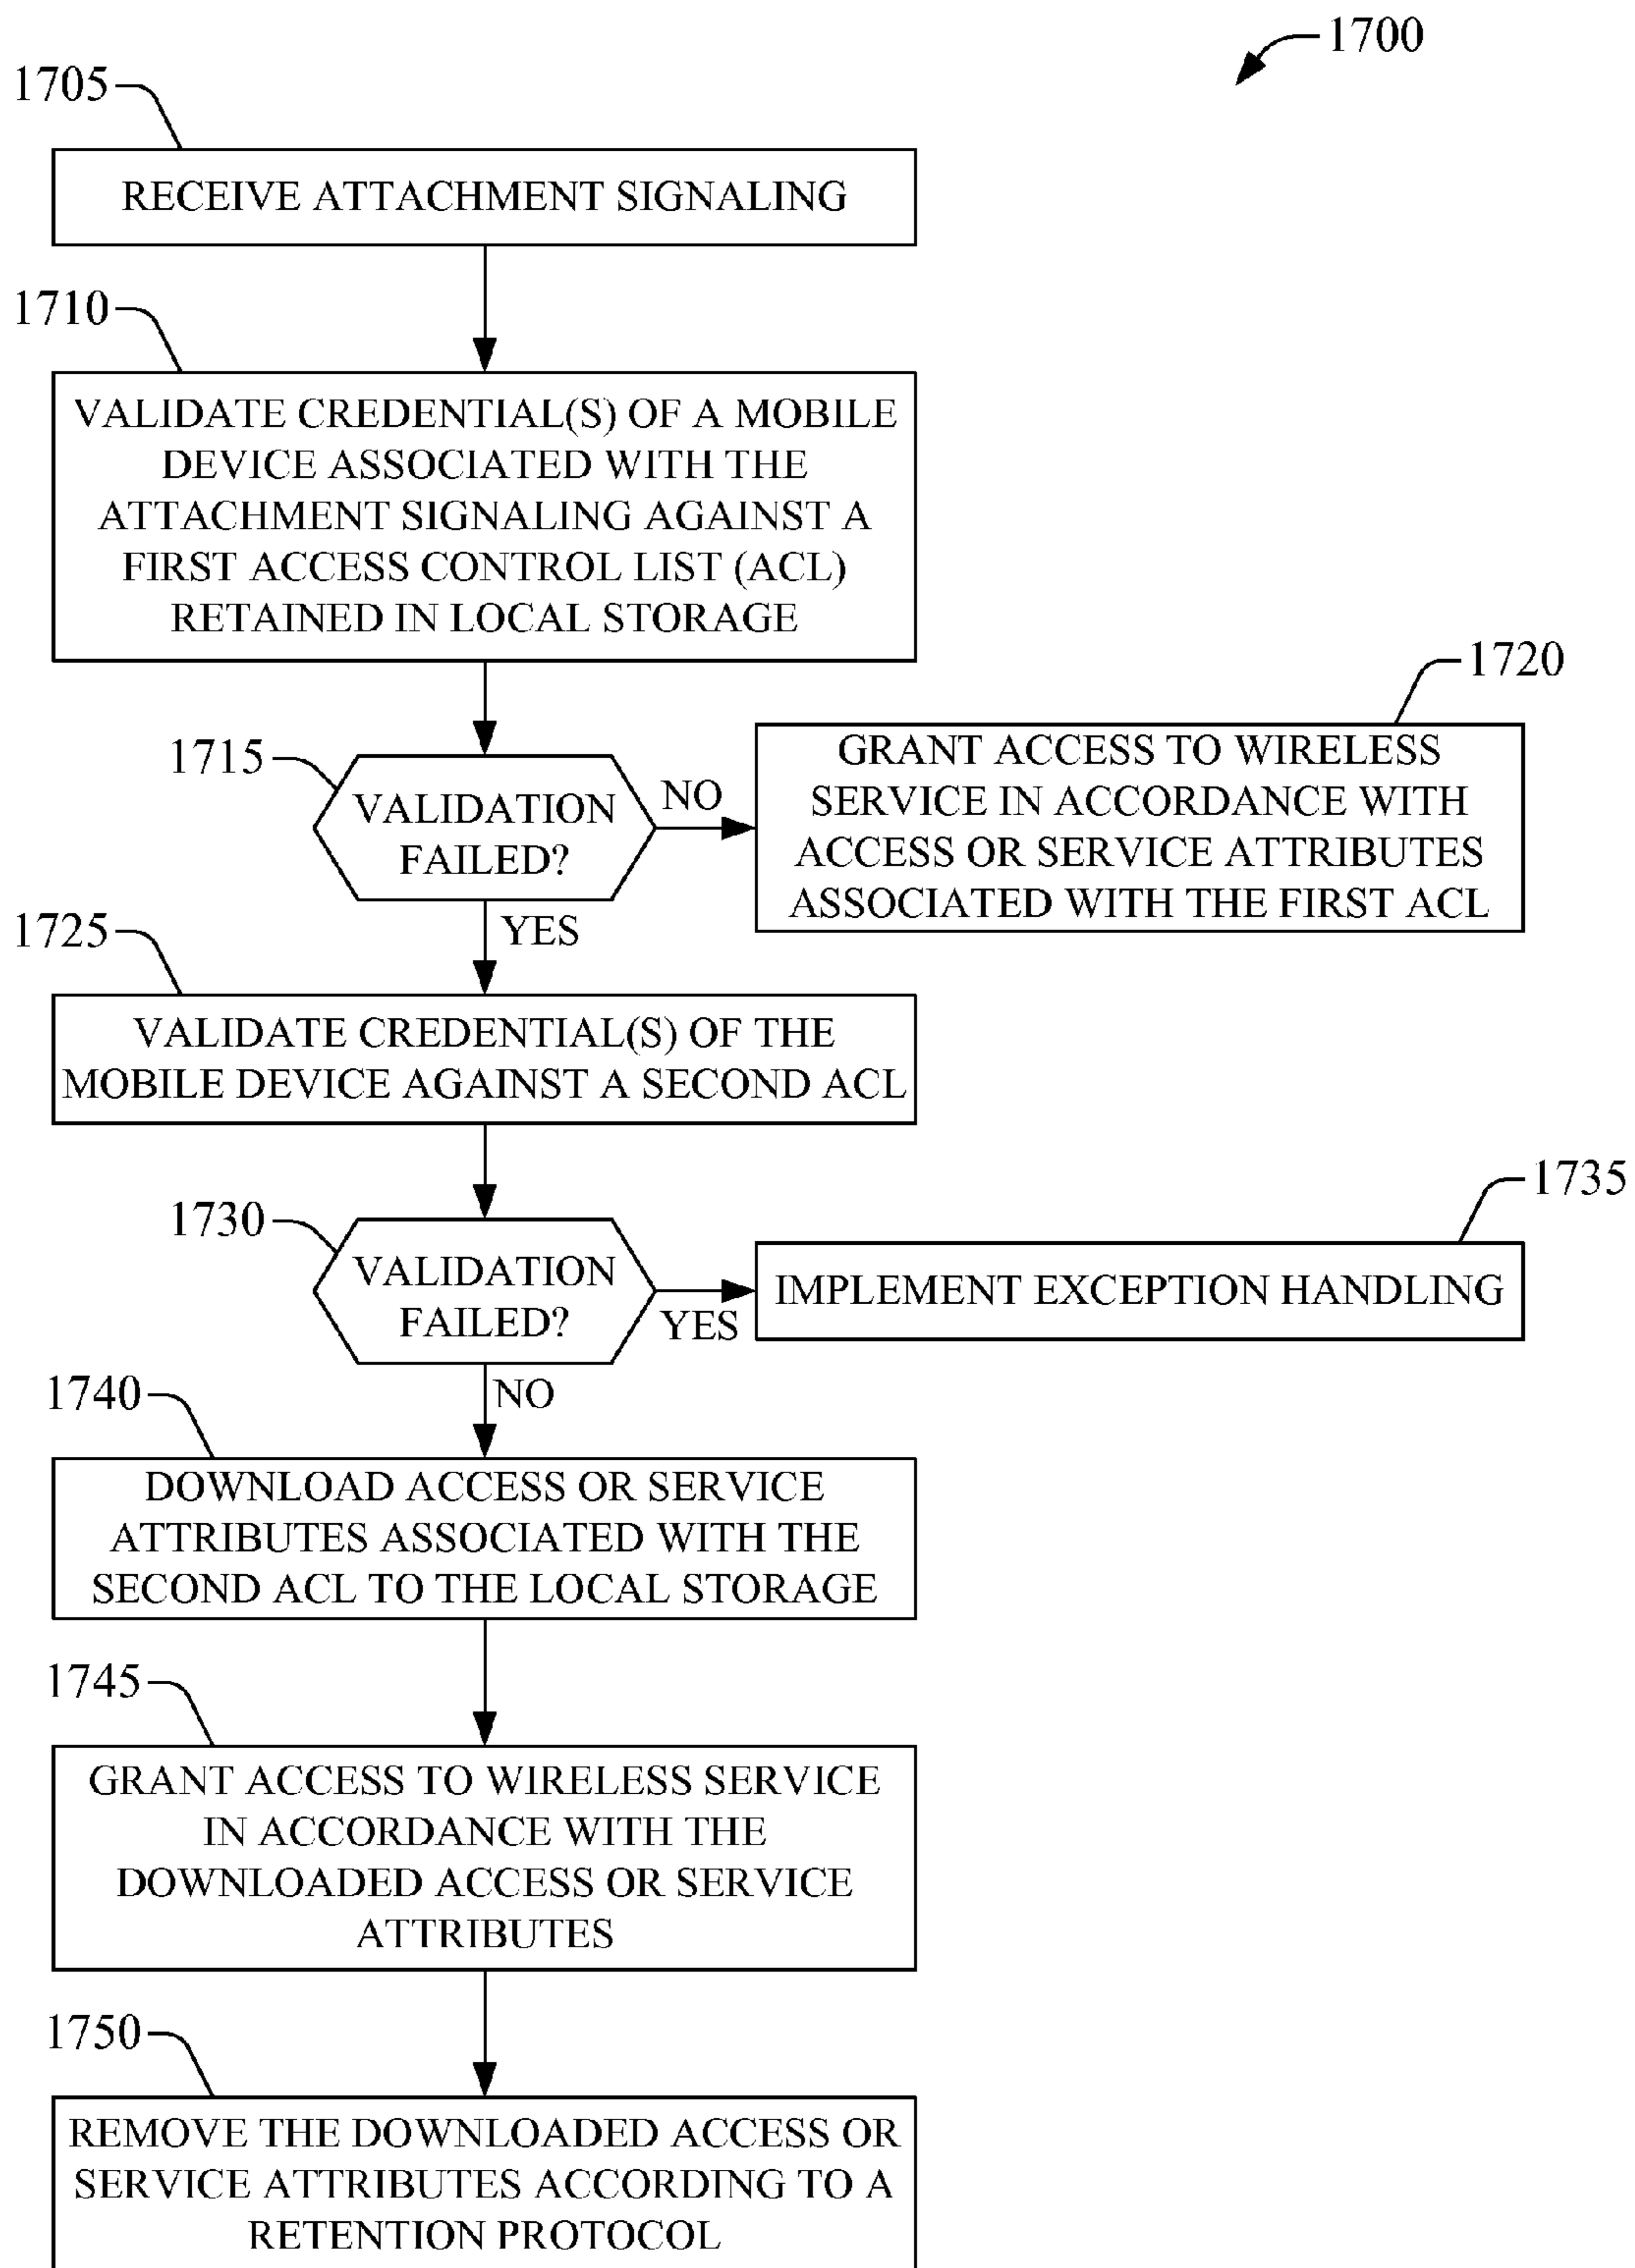 1700
1705
RECEIVE ATTACHMENT SIGNALING
1710
VALIDATE CREDENTIAL(S) OF A MOBILE
DEVICE ASSOCIATED WITH THE
ATTACHMENT SIGNALING AGAINST A
FIRST ACCESS CONTROL LIST (ACL)
RETAINED IN LOCAL STORAGE
1715
VALIDATION
FAILED?
NO
1720
GRANT ACCESS TO WIRELESS
SERVICE IN ACCORDANCE WITH
ACCESS OR SERVICE ATTRIBUTES
ASSOCIATED WITH THE FIRST ACL
YES
1725
VALIDATE CREDENTIAL(S) OF THE
MOBILE DEVICE AGAINST A SECOND ACL
1730
VALIDATION
FAILED?
YES
1735
IMPLEMENT EXCEPTION HANDLING
NO
1740
DOWNLOAD ACCESS OR SERVICE
ATTRIBUTES ASSOCIATED WITH THE
SECOND ACL TO THE LOCAL STORAGE
1745
GRANT ACCESS TO WIRELESS SERVICE
IN ACCORDANCE WITH THE
DOWNLOADED ACCESS OR SERVICE
ATTRIBUTES
1750
REMOVE THE DOWNLOADED ACCESS OR
SERVICE ATTRIBUTES ACCORDING TO A
RETENTION PROTOCOL